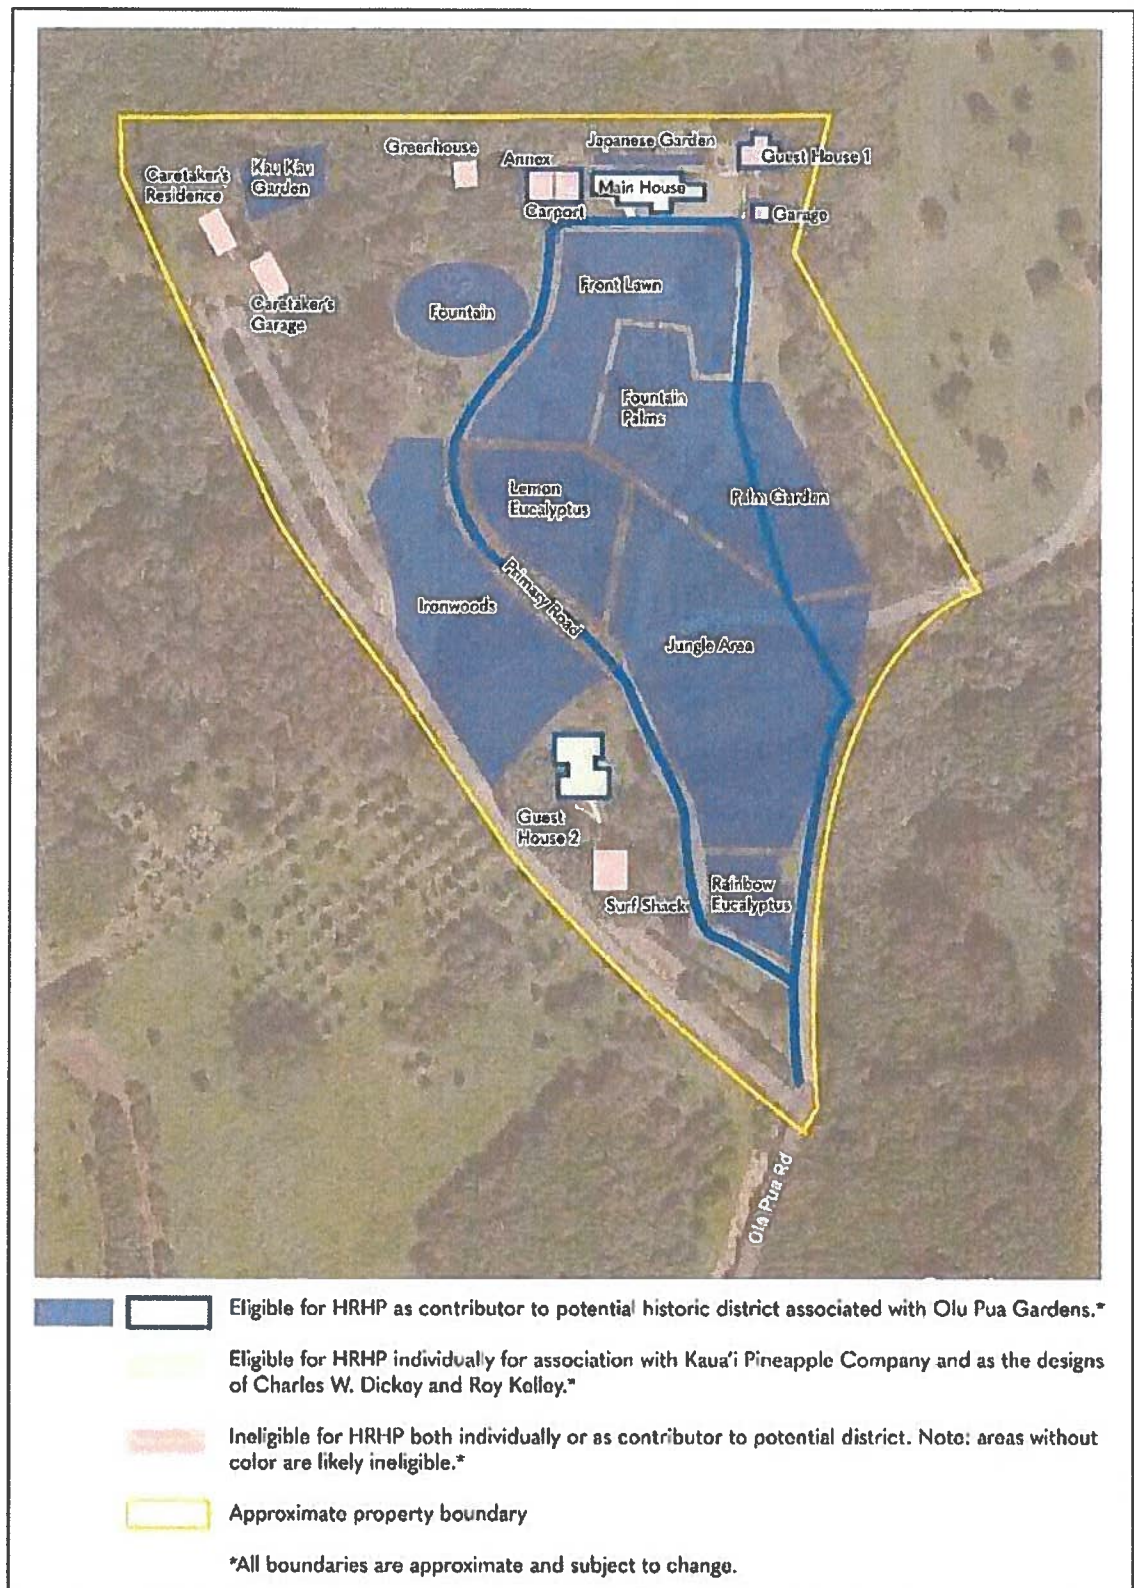 Japanese Garden
Greenhouse
Annex
Guest House 1
Kau Kau
Garden
Caretaker's
Residence
Main House
Carport
Garage
Front Lawn
Caretaker's
Garage
Fountain
Fountain
Palms
Lemon
Eucalyptus
Palm Garden
Primary Road
Ironwoods
Jungle Area
Guest
House 2
Rainbow
Eucalyptus
Surf Shack
Olu Pua Rd
Eligible for HRHP as contributor to potential historic district associated with Olu Pua Gardens.*
Eligible for HRHP individually for association with Kaua'i Pineapple Company and as the designs
of Charles W. Dickey and Roy Kelley.*
Ineligible for HRHP both individually or as contributor to potential district. Note: areas without
color are likely ineligible.*
Approximate property boundary
*All boundaries are approximate and subject to change.